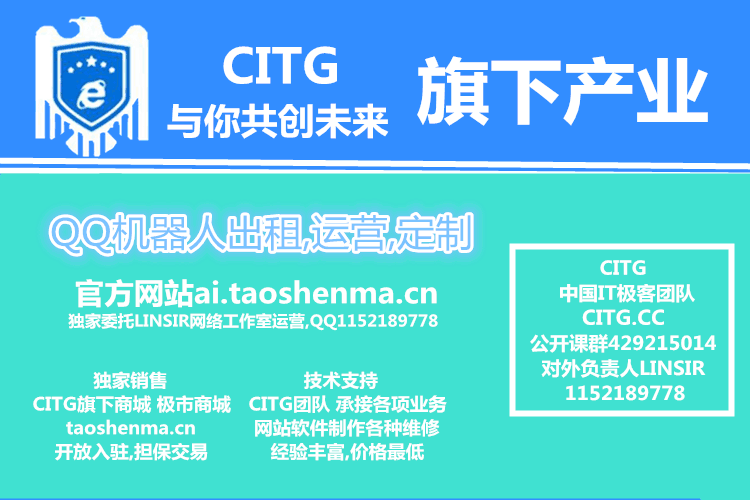 CITG
与你共创未来
旗下产业
e
QQ机器人出租,运营,定制
官方网站ai.taoshenma.cn
独家委托LINSIR网络工作室运营,QQ1152189778
独家销售
CITG旗下商城 极市商城
taoshenma.cn
开放入驻,担保交易
技术支持
CITG团队 承接各项业务
网站软件制作各种维修
经验丰富,价格最低
CITG
中国IT极客团队
CITG.CC
公开课群429215014
对外负责人LINSIR
1152189778